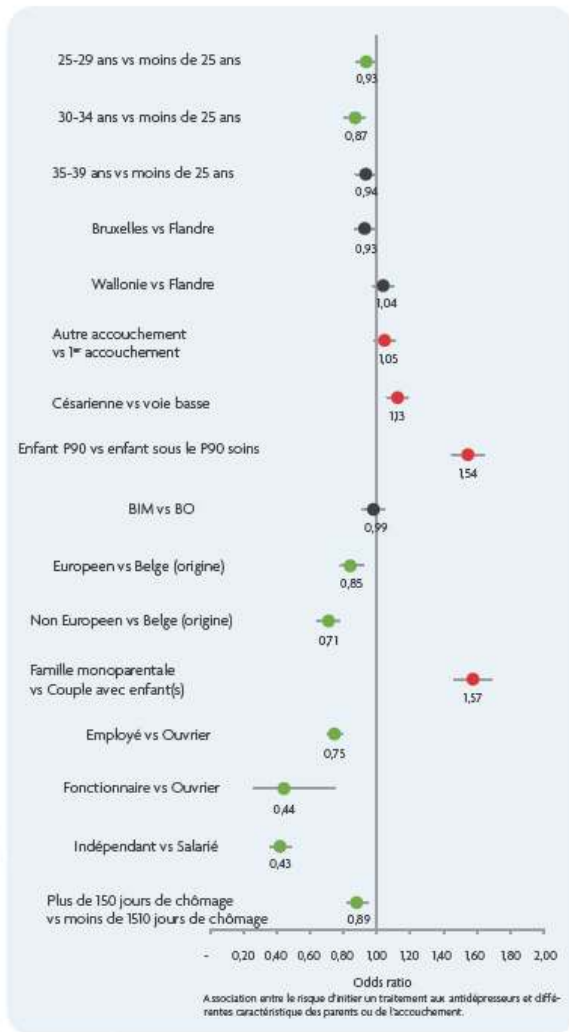 25-29 ans vs moins de 25 ans
0,93
30-34 ans vs moins de 25 ans
0,87
35-39 ans vs moins de 25 ans
0,94
Bruxelles vs Flandre
0,93
Wallonie vs Flandre
1,04
Autre accouchement
vs 1er accouchement
1,05
Césarienne vs voie basse
1,13
Enfant P90 vs enfant sous le P90 soins
1,54
BIM vs BO
0,99
Europeen vs Belge (origine)
0,85
Non Europeen vs Belge (origine)
0,71
Famille monoparentale
vs Couple avec enfant(s)
1,57
Employé vs Ouvrier
0,75
Fonctionnaire vs Ouvrier
0,44
Indépendant vs Salarié
0,43
Plus de 150 jours de chômage
vs moins de 1510 jours de chômage
0,89
- 0,20 0,40 0,60 0,80 1,00 1,20 1,40 1,60 1,80 2,00
Odds ratio
Association entre le risque d'initier un traitement aux antidépresseurs et diffé-
rentes caractéristique des parents ou de l'accouchement.